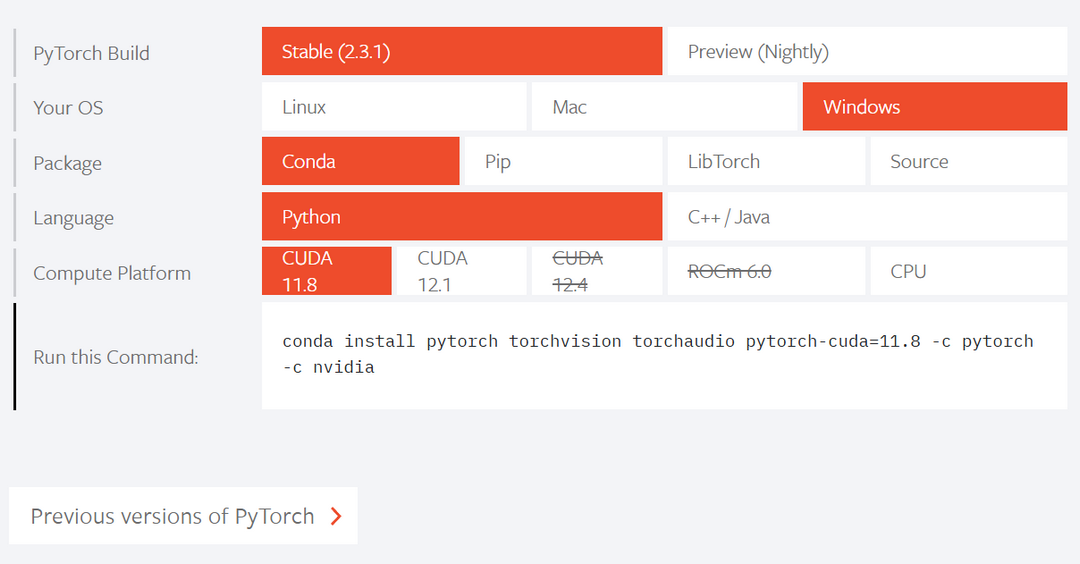 PyTorch Build
Stable (2.3.1)
Preview (Nightly)
Your OS
Linux
Mac
Windows
Package
Conda
Pip
LibTorch
Source
Language
Python
C++ / Java
Compute Platform
CUDA
11.8
CUDA
12.1
CUDA
12.4
ROCm 6.0
CPU
Run this Command:
conda install pytorch torchvision torchaudio pytorch-cuda=11.8 -c pytorch
-c nvidia
Previous versions of PyTorch